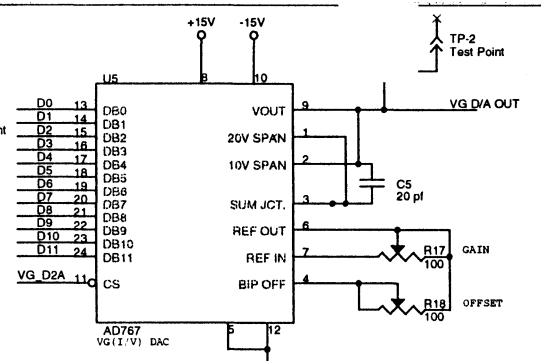 +15V -15V
TP-2
Test Point
U5
8 10
D0 13 DB0 VOUT 9 VG D/A OUT
D1 14 DB1
D2 15 DB2 20V SPAN 1
D3 16 DB3
D4 17 DB4 10V SPAN 2
D5 18 DB5
D6 19 DB6
D7 20 DB7 SUM JCT. 3
C5
20 pf
D8 21 DB8
D9 22 DB9 REF OUT 6
D10 23 DB10
D11 24 DB11 REF IN 7
R17 GAIN
100
VG_D2A 11 CS BIP OFF 4
R18 OFFSET
100
5 12
AD767
VG(I/V) DAC